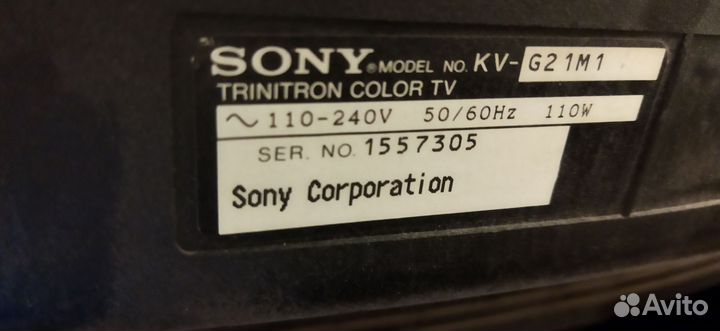 SONY® MODEL NO. KV-G21M1
TRINITRON COLOR TV
~ 110-240V 50/60Hz 110W
SER. NO. 1557305
Sony Corporation
Avito